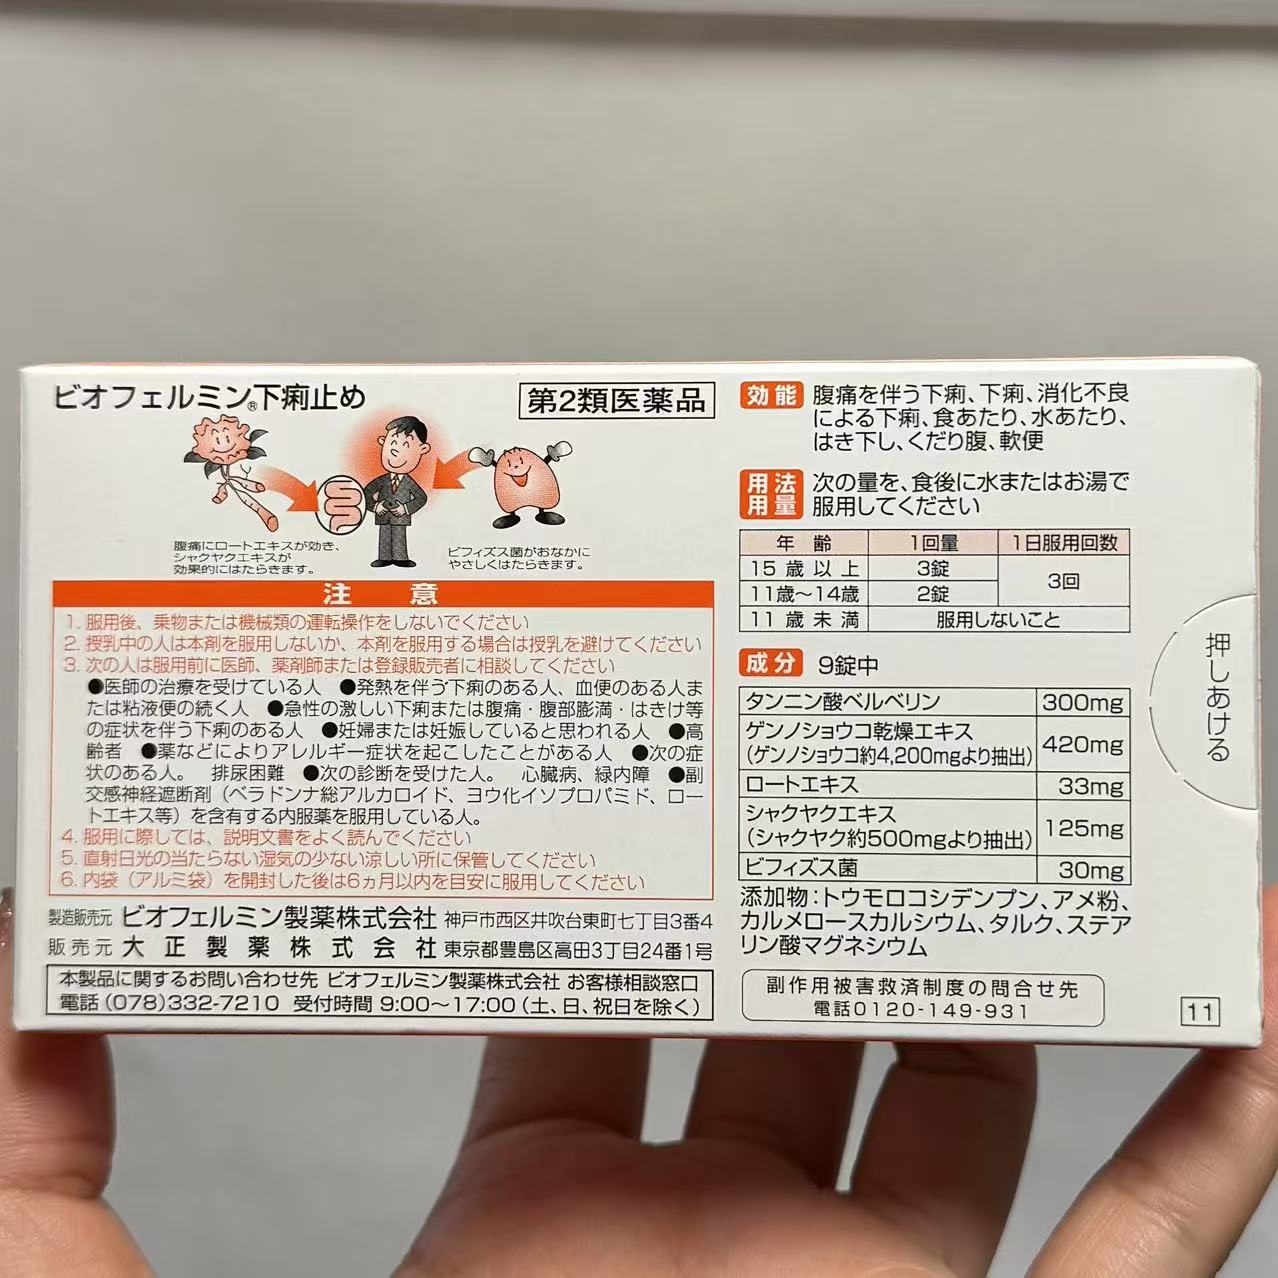 ビオフェルミン®下痢止め
第2類医薬品
腹痛にロートエキスが効き、
シャクヤクエキスが
効果的にはたらきます。
ビフィズス菌がおなかに
やさしくはたらきます。
注意
1. 服用後、乗物または機械類の運転操作をしないでください
2. 授乳中の人は本剤を服用しないか、本剤を服用する場合は授乳を避けてください
3. 次の人は服用前に医師、薬剤師または登録販売者に相談してください
●医師の治療を受けている人 ●発熱を伴う下痢のある人、血便のある人ま
たは粘液便の続く人 ●急性の激しい下痢または腹痛・腹部膨満・はきけ等
の症状を伴う下痢のある人 ●妊婦または妊娠していると思われる人 ●高
齢者 ●薬などによりアレルギー症状を起こしたことがある人 ●次の症
状のある人。 排尿困難 ●次の診断を受けた人。 心臓病、緑内障 ●副
交感神経遮断剤（ベラドンナ総アルカロイド、ヨウ化イソプロパミド、ロー
トエキス等）を含有する内服薬を服用している人。
4. 服用に際しては、説明文書をよく読んでください
5. 直射日光の当たらない湿気の少ない涼しい所に保管してください
6. 内袋（アルミ袋）を開封した後は6ヵ月以内を目安に服用してください
製造販売元 ビオフェルミン製薬株式会社 神戸市西区井吹台東町七丁目3番4
販売元 大正製薬株式会社 東京都豊島区高田3丁目24番1号
本製品に関するお問い合わせ先 ビオフェルミン製薬株式会社 お客様相談窓口
電話（078）332-7210 受付時間 9:00～17:00（土、日、祝日を除く）
効能 腹痛を伴う下痢、下痢、消化不良
による下痢、食あたり、水あたり、
はき下し、くだり腹、軟便
用法 次の量を、食後に水またはお湯で
用量 服用してください
年齢 1回量 1日服用回数
15歳以上 3錠 3回
11歳～14歳 2錠
11歳未満 服用しないこと
成分 9錠中
タンニン酸ベルベリン 300mg
ゲンノショウコ乾燥エキス
（ゲンノショウコ約4,200mgより抽出） 420mg
ロートエキス 33mg
シャクヤクエキス
（シャクヤク約500mgより抽出） 125mg
ビフィズス菌 30mg
添加物：トウモロコシデンプン、アメ粉、
カルメロースカルシウム、タルク、ステア
リン酸マグネシウム
副作用被害救済制度の問合せ先
電話0120-149-931
11
押しあける